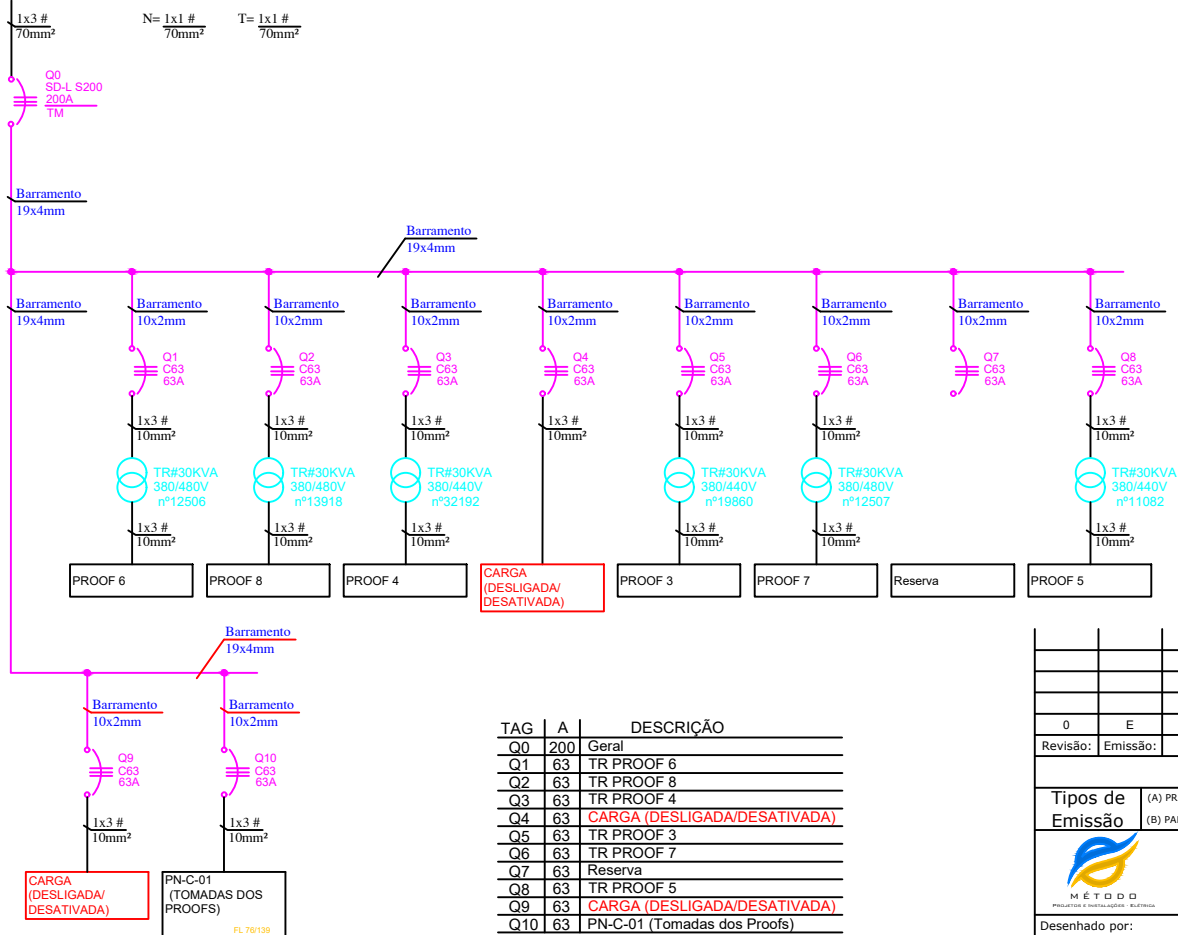 1x3 #
70mm²
N= 1x1 #
70mm²
T= 1x1 #
70mm²
Q0
SD-L S200
200A
TM
Barramento
19x4mm
Barramento
19x4mm
Barramento
19x4mm
Barramento
10x2mm
Barramento
10x2mm
Barramento
10x2mm
Barramento
10x2mm
Barramento
10x2mm
Barramento
10x2mm
Barramento
10x2mm
Barramento
10x2mm
Q1
C63
63A
Q2
C63
63A
Q3
C63
63A
Q4
C63
63A
Q5
C63
63A
Q6
C63
63A
Q7
C63
63A
Q8
C63
63A
1x3 #
10mm²
1x3 #
10mm²
1x3 #
10mm²
1x3 #
10mm²
1x3 #
10mm²
1x3 #
10mm²
1x3 #
10mm²
TR#30KVA
380/480V
nº12506
TR#30KVA
380/480V
nº13918
TR#30KVA
380/440V
nº32192
TR#30KVA
380/440V
nº19860
TR#30KVA
380/480V
nº12507
TR#30KVA
380/440V
nº11082
1x3 #
10mm²
1x3 #
10mm²
1x3 #
10mm²
1x3 #
10mm²
1x3 #
10mm²
1x3 #
10mm²
PROOF 6
PROOF 8
PROOF 4
CARGA
(DESLIGADA/
DESATIVADA)
PROOF 3
PROOF 7
Reserva
PROOF 5
Barramento
19x4mm
Barramento
10x2mm
Barramento
10x2mm
Q9
C63
63A
Q10
C63
63A
1x3 #
10mm²
1x3 #
10mm²
CARGA
(DESLIGADA/
DESATIVADA)
PN-C-01
(TOMADAS DOS
PROOFS)
FL 76/139
TAG A DESCRIÇÃO
Q0 200 Geral
Q1 63 TR PROOF 6
Q2 63 TR PROOF 8
Q3 63 TR PROOF 4
Q4 63 CARGA (DESLIGADA/DESATIVADA)
Q5 63 TR PROOF 3
Q6 63 TR PROOF 7
Q7 63 Reserva
Q8 63 TR PROOF 5
Q9 63 CARGA (DESLIGADA/DESATIVADA)
Q10 63 PN-C-01 (Tomadas dos Proofs)
0 E
Revisão: Emissão:
Tipos de
Emissão
(A) PR
(B) PA
MÉTODO
PROJETOS E INSTALAÇÕES - ELÉTRICA
Desenhado por: